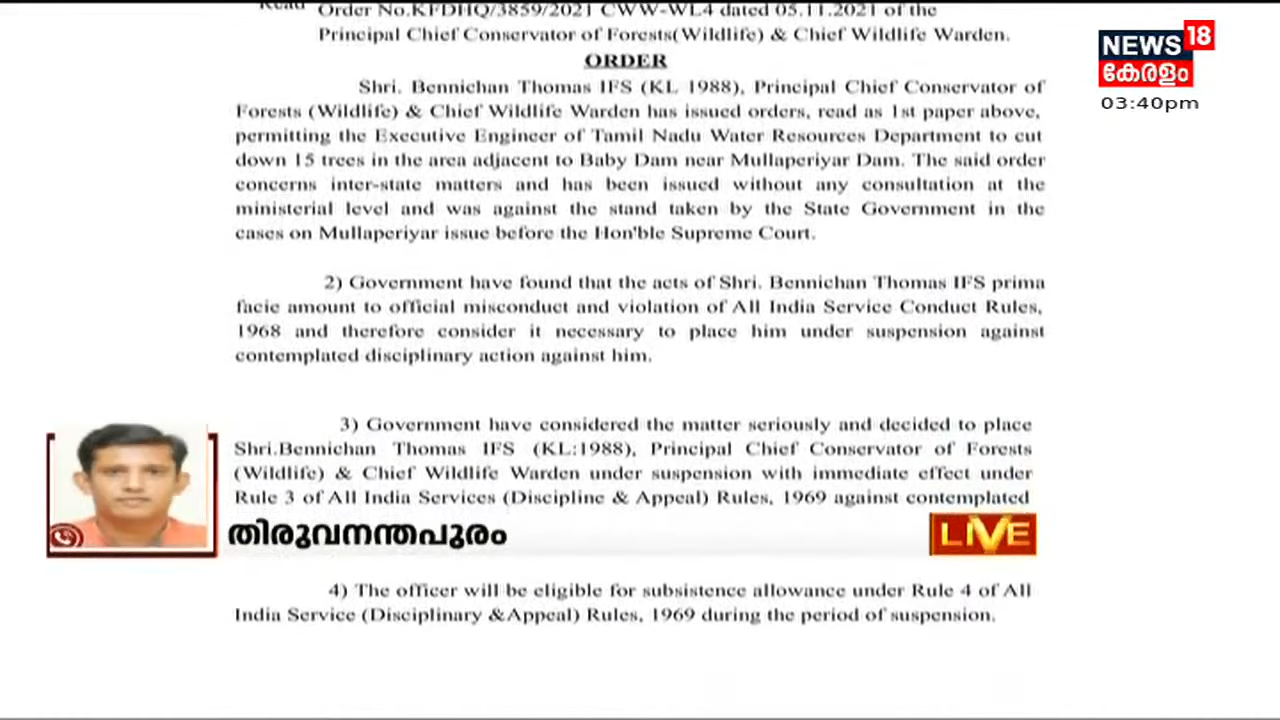 Read Order No.KFDHQ/3859/2021 CWW-WL4 dated 05.11.2021 of the
Principal Chief Conservator of Forests(Wildlife) & Chief Wildlife Warden.
ORDER
Shri. Bennichan Thomas IFS (KL 1988), Principal Chief Conservator of
Forests (Wildlife) & Chief Wildlife Warden has issued orders, read as 1st paper above,
permitting the Executive Engineer of Tamil Nadu Water Resources Department to cut
down 15 trees in the area adjacent to Baby Dam near Mullaperiyar Dam. The said order
concerns inter-state matters and has been issued without any consultation at the
ministerial level and was against the stand taken by the State Government in the
cases on Mullaperiyar issue before the Hon'ble Supreme Court.
2) Government have found that the acts of Shri. Bennichan Thomas IFS prima
facie amount to official misconduct and violation of All India Service Conduct Rules,
1968 and therefore consider it necessary to place him under suspension against
contemplated disciplinary action against him.
3) Government have considered the matter seriously and decided to place
Shri.Bennichan Thomas IFS (KL:1988), Principal Chief Conservator of Forests
(Wildlife) & Chief Wildlife Warden under suspension with immediate effect under
Rule 3 of All India Services (Discipline & Appeal) Rules, 1969 against contemplated
4) The officer will be eligible for subsistence allowance under Rule 4 of All
India Service (Disciplinary &Appeal) Rules, 1969 during the period of suspension.
NEWS 18
കേരളം
03:40pm
തിരുവനന്തപുരം
LIVE